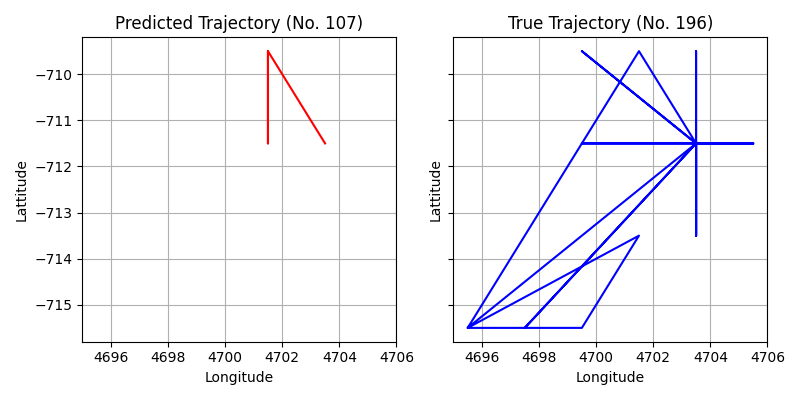 Predicted Trajectory (No. 107)
True Trajectory (No. 196)
−710
−711
−712
−713
−714
−715
Lattitude
Lattitude
4696 4698 4700 4702 4704 4706
4696 4698 4700 4702 4704 4706
Longitude
Longitude